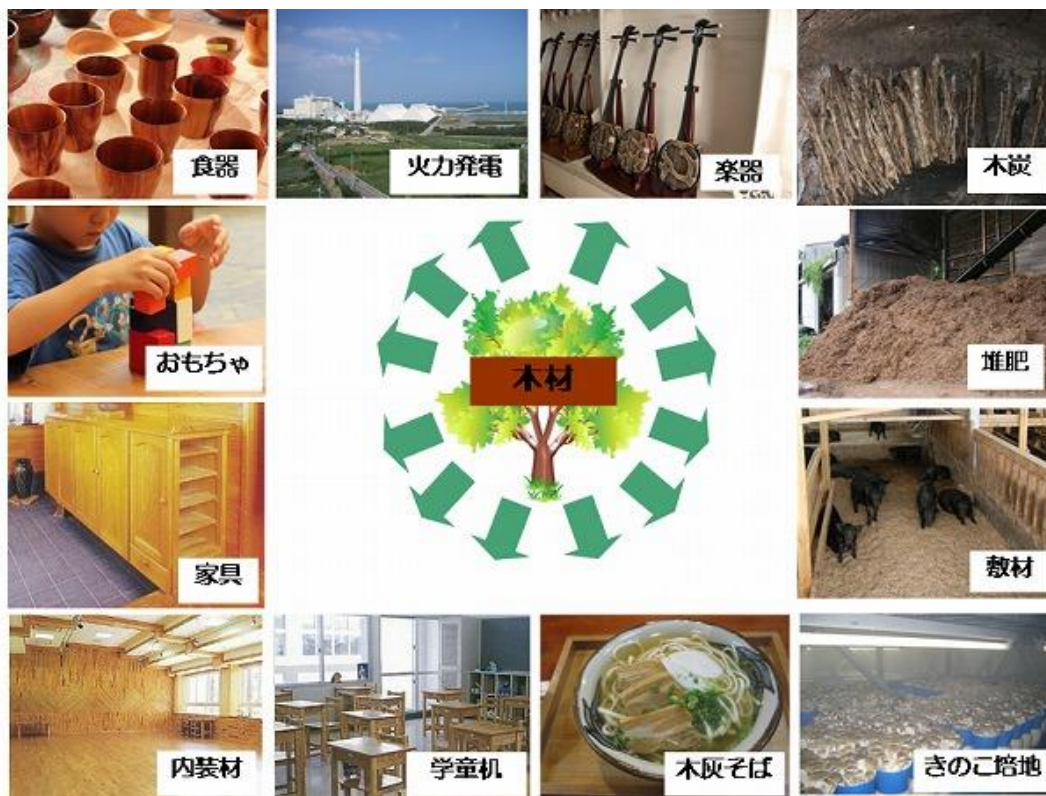 食器
火力発電
楽器
木炭
おもちゃ
木材
堆肥
家具
敷材
内装材
学童机
木灰そば
きのこ培地